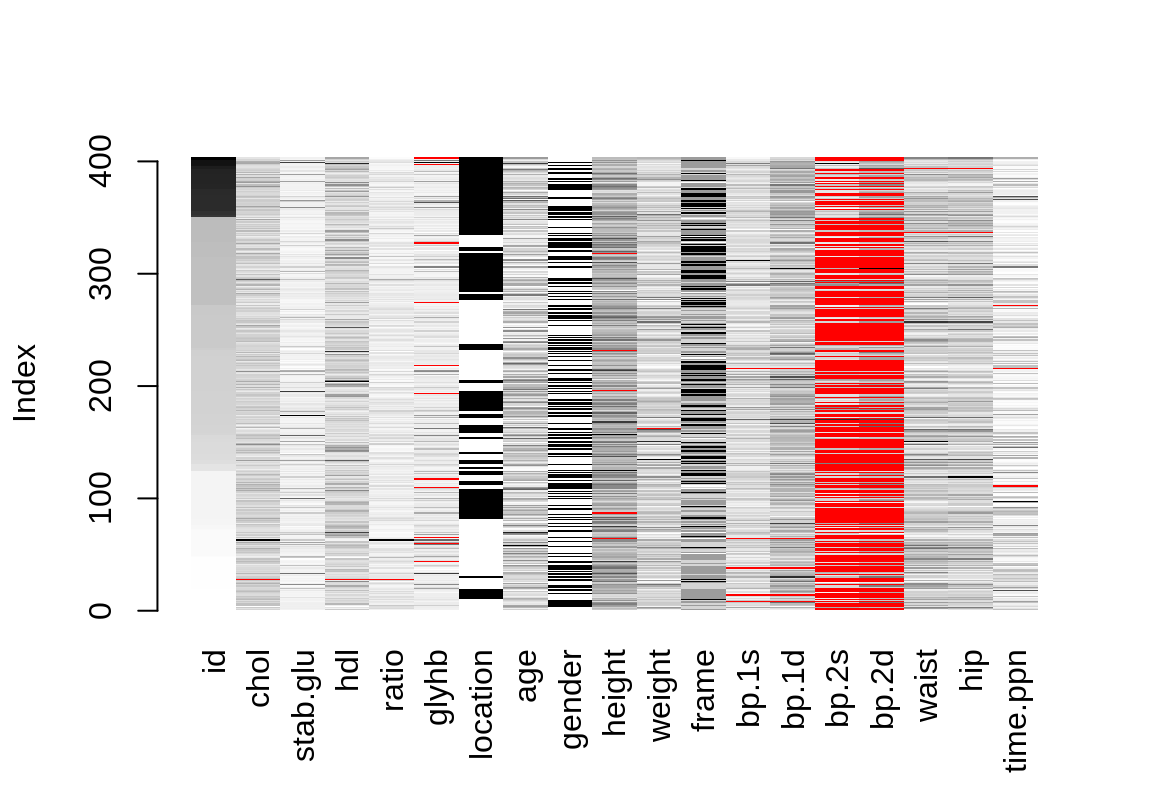 Index
400
300
200
100
0
id
chol
stab.glu
hdl
ratio
glyhb
location
age
gender
height
weight
frame
bp.1s
bp.1d
bp.2s
bp.2d
waist
hip
time.ppn